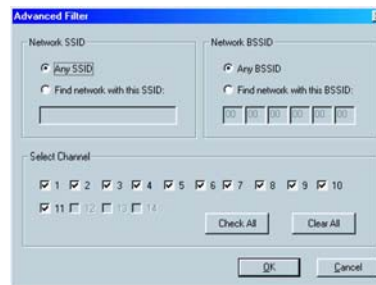 Advanced Filter
Network SSID
Any SSID
Find network with this SSID:
Network BSSID
Any BSSID
Find network with this BSSID:
00 00 00 00 00 00
Select Channel
1 2 3 4 5 6 7 8 9 10
11 12 13 14
Check All Clear All
OK Cancel